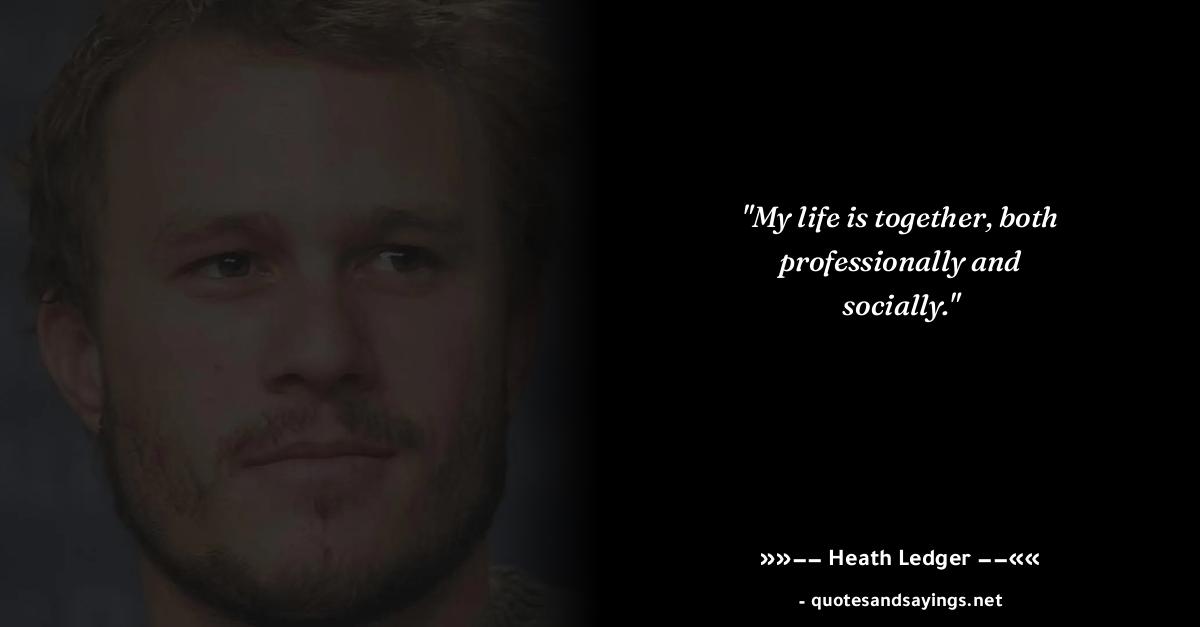 "My life is together, both
professionally and
socially."
»»−− Heath Ledger −−««
- quotesandsayings.net